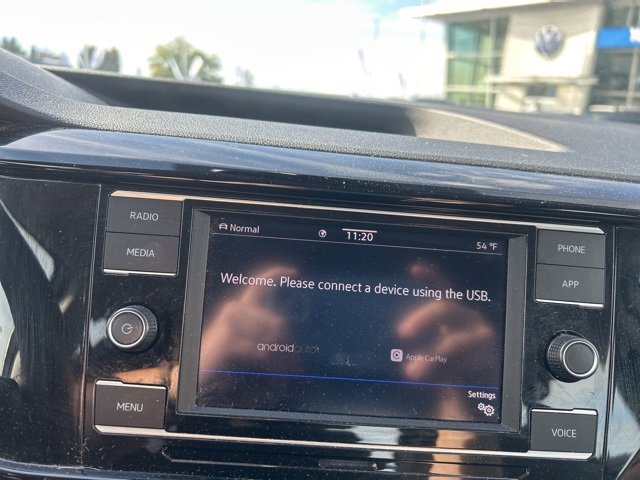 RADIO
MEDIA
MENU
Normal
11:20
54 °F
Welcome. Please connect a device using the USB.
androidauto
Apple CarPlay
Settings
PHONE
APP
VOICE